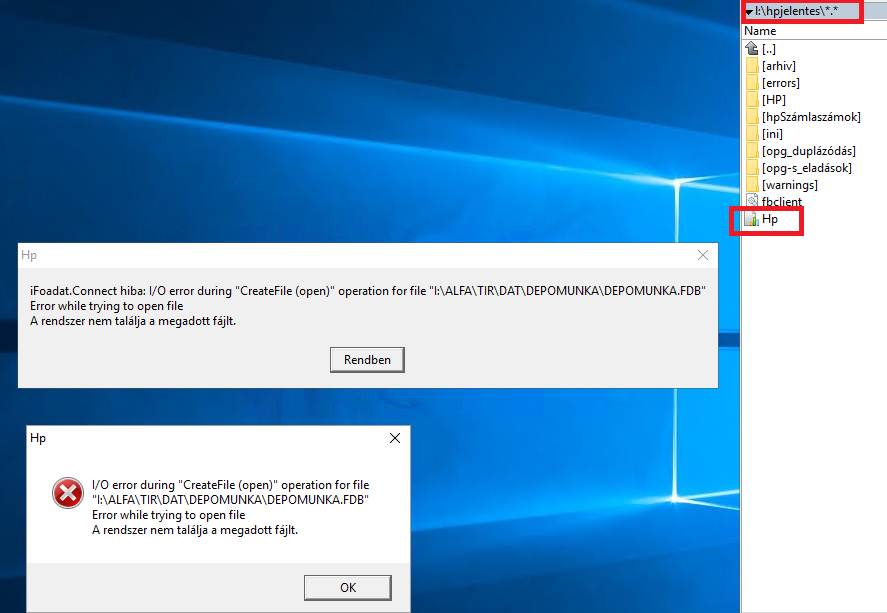 I:\hpjelentes\*.*
Name
[..]
[arhiv]
[errors]
[HP]
[hpSzámlaszámok]
[ini]
[opg_duplázódás]
[opg-s_eladások]
[warnings]
fbclient
Hp
Hp
iFoadat.Connect hiba: I/O error during "CreateFile (open)" operation for file "I:\ALFA\TIR\DAT\DEPOMUNKA\DEPOMUNKA.FDB"
Error while trying to open file
A rendszer nem találja a megadott fájlt.
Rendben
Hp
I/O error during "CreateFile (open)" operation for file
"I:\ALFA\TIR\DAT\DEPOMUNKA\DEPOMUNKA.FDB"
Error while trying to open file
A rendszer nem találja a megadott fájlt.
OK